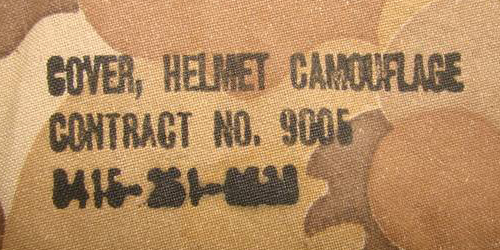 COVER, HELMET CAMOUFLAGE
CONTRACT NO. 9005